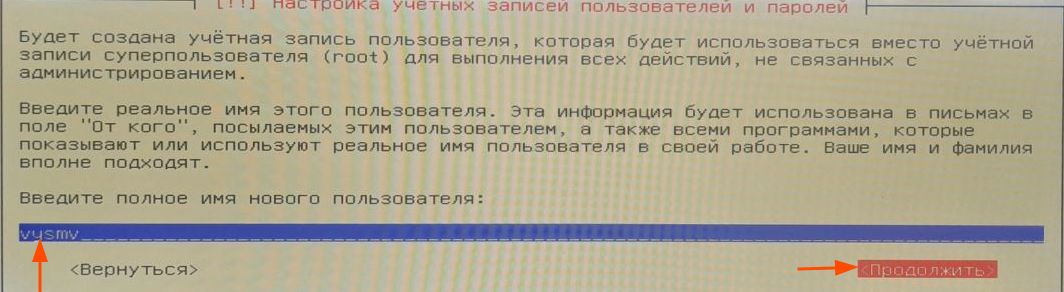 [!!] Настройка учётных записей пользователей и паролей
Будет создана учётная запись пользователя, которая будет использоваться вместо учётной
записи суперпользователя (root) для выполнения всех действий, не связанных с
администрированием.
Введите реальное имя этого пользователя. Эта информация будет использована в письмах в
поле "От кого", посылаемых этим пользователем, а также всеми программами, которые
показывают или используют реальное имя пользователя в своей работе. Ваше имя и фамилия
вполне подходят.
Введите полное имя нового пользователя:
vysmv
<Вернуться> <Продолжить>